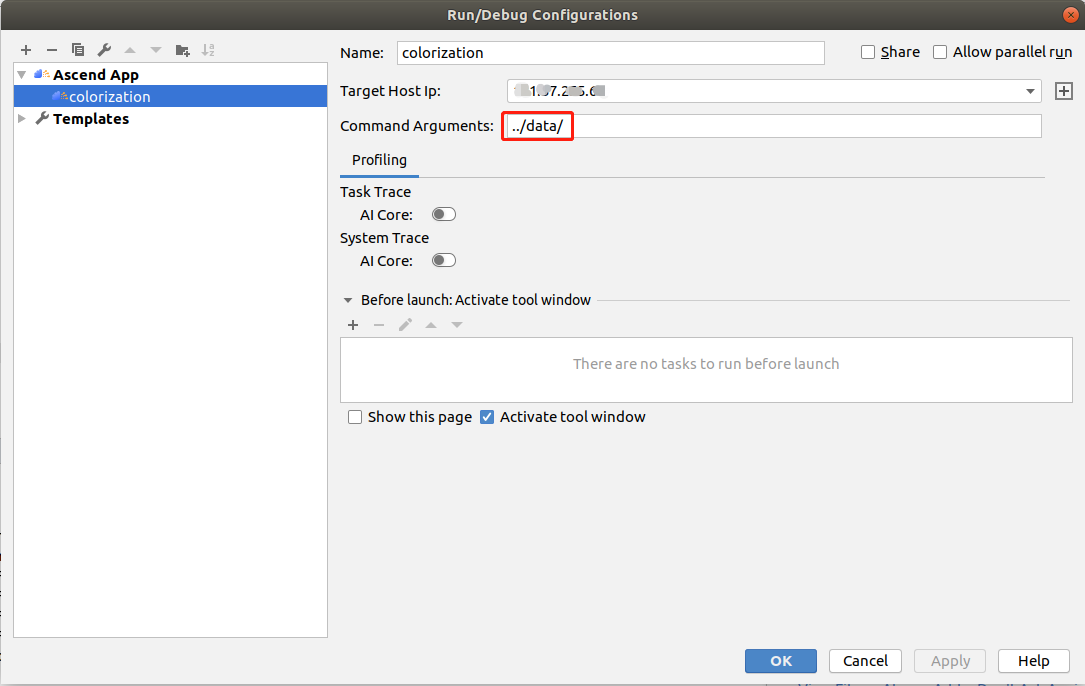 Run/Debug Configurations
Name: colorization Share Allow parallel run
Ascend App
colorization
Templates
Target Host Ip:
Command Arguments: ../data/
Profiling
Task Trace
AI Core:
System Trace
AI Core:
Before launch: Activate tool window
There are no tasks to run before launch
Show this page Activate tool window
OK Cancel Apply Help